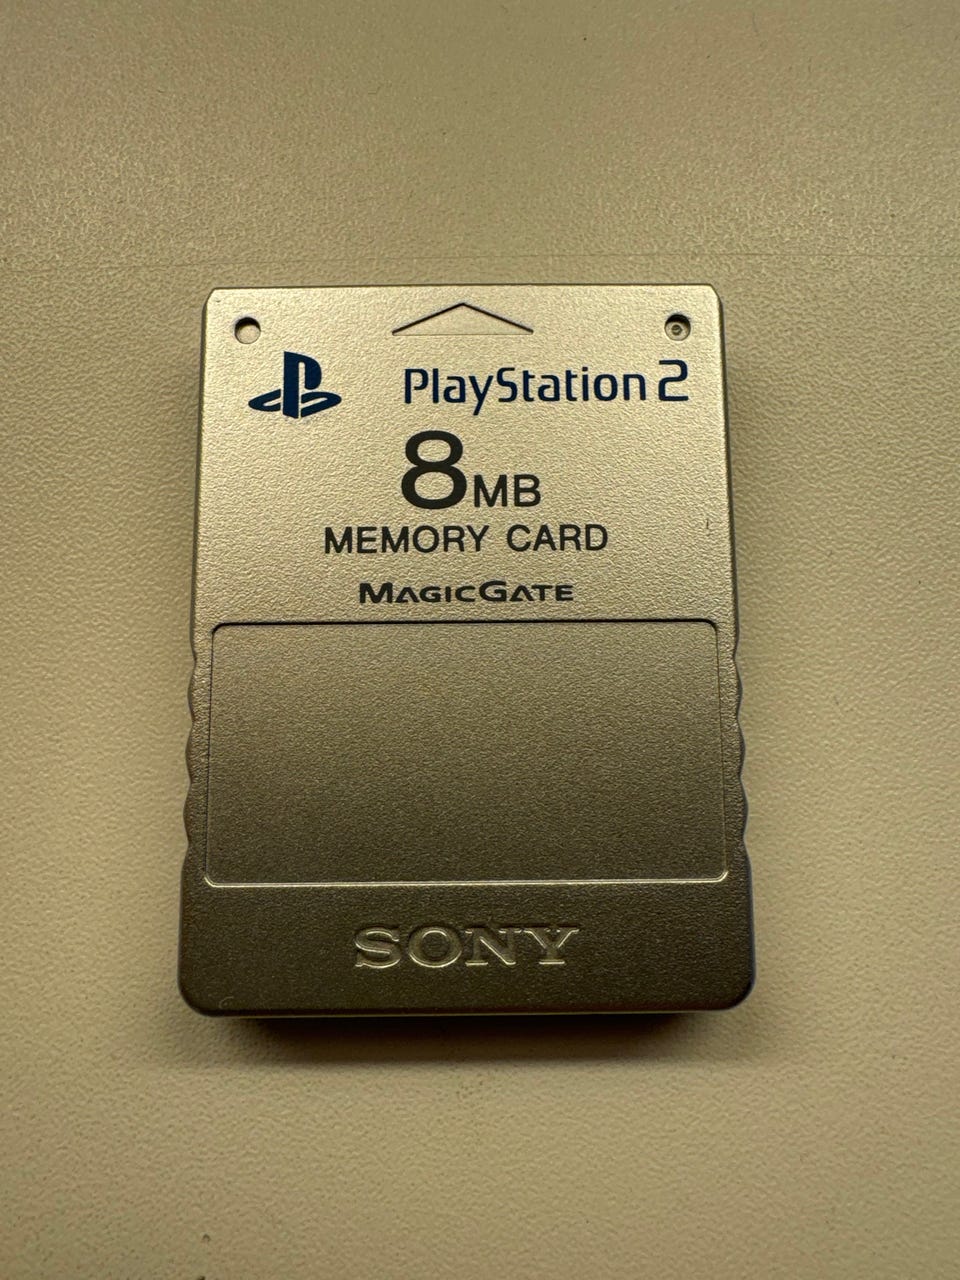 PlayStation 2
8MB
MEMORY CARD
MAGICGATE
SONY